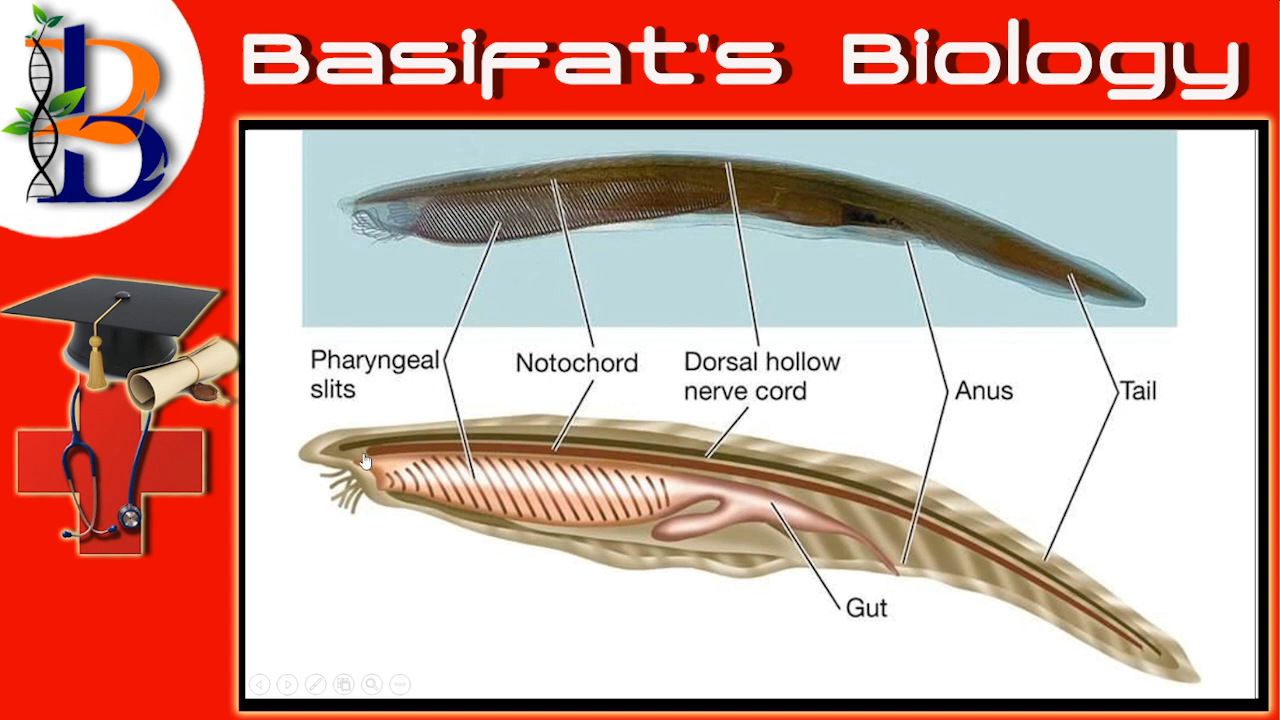 Basifat's Biology
B
Pharyngeal
slits
Notochord
Dorsal hollow
nerve cord
Anus
Tail
Gut